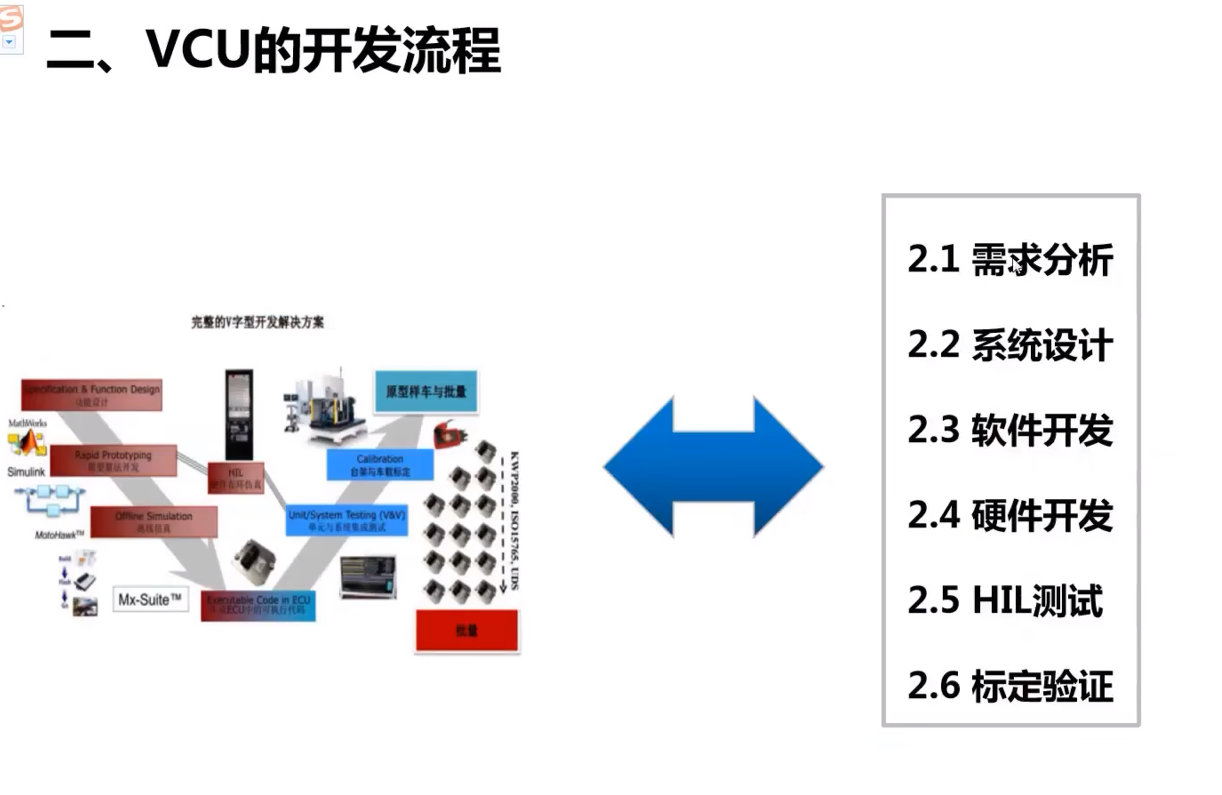 二、VCU的开发流程
完整的V字型开发解决方案
Specification & Function Design
功能设计
MathWorks
Simulink
Rapid Prototyping
原型算法开发
HIL
硬件在环仿真
Offline Simulation
离线仿真
MotoHawk™
Build
Flash
Mx-Suite™
Executable Code in ECU
ECU中的可执行代码
Unit/System Testing (V&V)
单元与系统集成测试
Calibration
台架与车载标定
原型样车与批量
KWP2000, ISO15765, UDS
批量
2.1 需求分析
2.2 系统设计
2.3 软件开发
2.4 硬件开发
2.5 HIL测试
2.6 标定验证